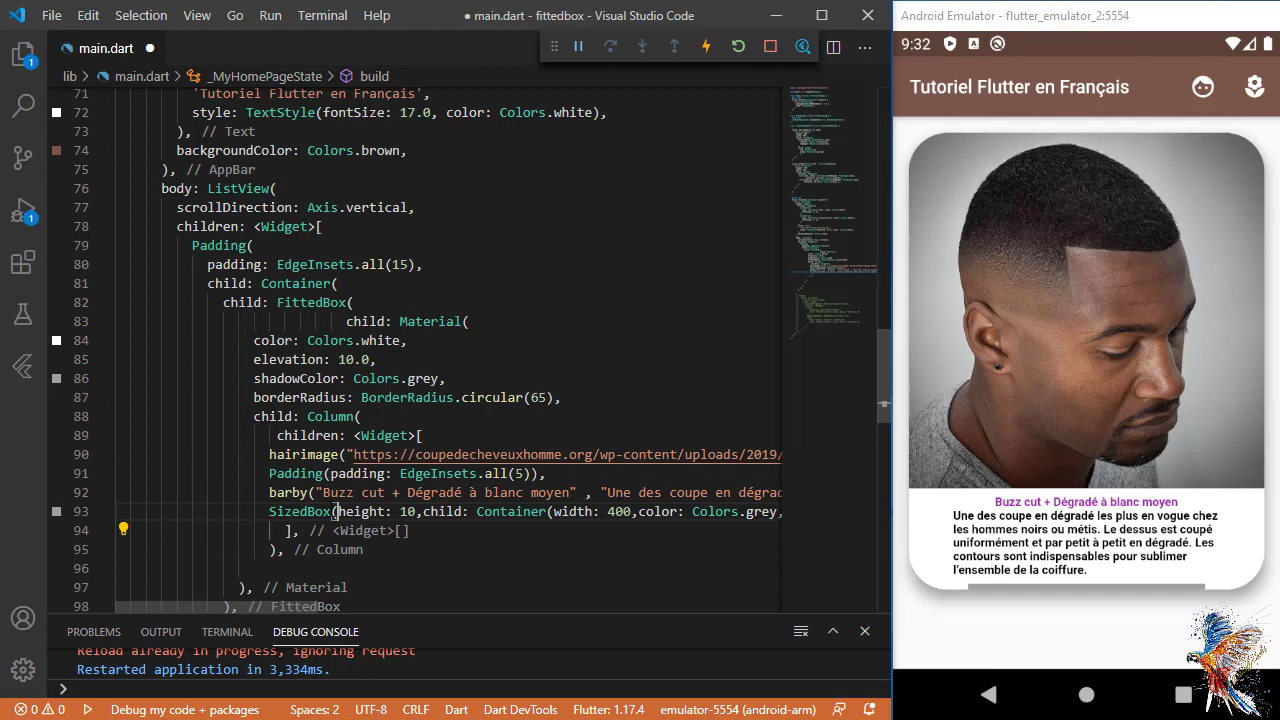 File Edit Selection View Go Run Terminal Help
● main.dart - fittedbox - Visual Studio Code
main.dart ●
lib > main.dart > _MyHomePageState > build
71 'Tutoriel Flutter en Français',
72 style: TextStyle(fontSize: 17.0, color: Colors.white),
73 ), // Text
74 backgroundColor: Colors.brown,
75 ), // AppBar
76 body: ListView(
77 scrollDirection: Axis.vertical,
78 children: <Widget>[
79 Padding(
80 padding: EdgeInsets.all(15),
81 child: Container(
82 child: FittedBox(
83 child: Material(
84 color: Colors.white,
85 elevation: 10.0,
86 shadowColor: Colors.grey,
87 borderRadius: BorderRadius.circular(65),
88 child: Column(
89 children: <Widget>[
90 hairimage("https://coupedecheveuxhomme.org/wp-content/uploads/2019/
91 Padding(padding: EdgeInsets.all(5)),
92 barby("Buzz cut + Dégradé à blanc moyen" , "Une des coupe en dégrad
93 SizedBox(height: 10,child: Container(width: 400,color: Colors.grey,
94 ], // <Widget>[]
95 ), // Column
96
97 ), // Material
98 ), // FittedBox
PROBLEMS OUTPUT TERMINAL DEBUG CONSOLE
Reload already in progress, ignoring request
Restarted application in 3,334ms.
0 0 Debug my code + packages Spaces: 2 UTF-8 CRLF Dart Dart DevTools Flutter: 1.17.4 emulator-5554 (android-arm)
1
1
Android Emulator - flutter_emulator_2:5554
9:32
A
Tutoriel Flutter en Français
Buzz cut + Dégradé à blanc moyen
Une des coupe en dégradé les plus en vogue chez
les hommes noirs ou métis. Le dessus est coupé
uniformément et par petit à petit en dégradé. Les
contours sont indispensables pour sublimer
l'ensemble de la coiffure.